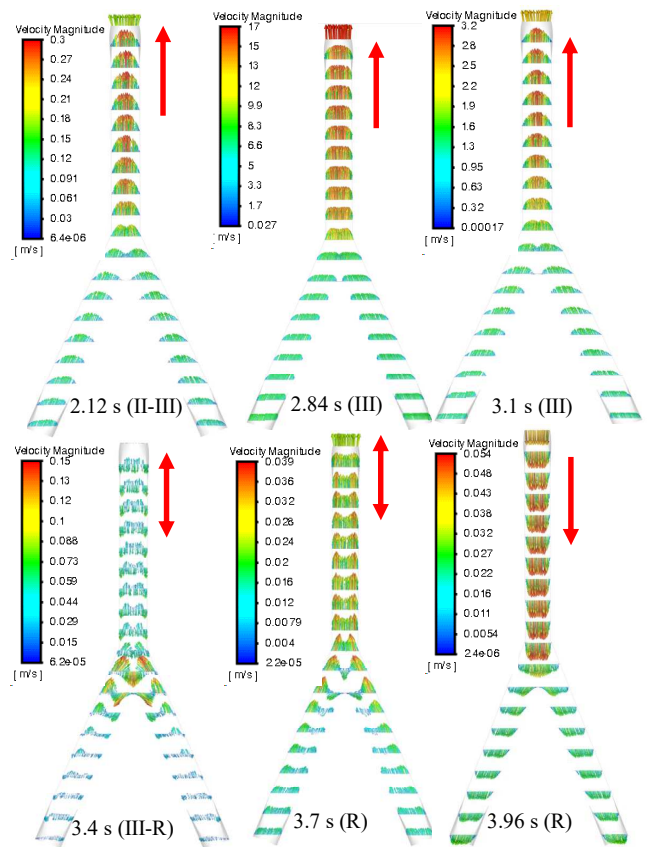 Velocity Magnitude
0.3
0.27
0.24
0.21
0.18
0.15
0.12
0.091
0.061
0.03
6.4e-06
[ m/s ]
2.12 s (II-III)
Velocity Magnitude
17
15
13
12
9.9
8.3
6.6
5
3.3
1.7
0.027
[ m/s ]
2.84 s (III)
Velocity Magnitude
3.2
2.8
2.5
2.2
1.9
1.6
1.3
0.95
0.63
0.32
0.00017
[ m/s ]
3.1 s (III)
Velocity Magnitude
0.15
0.13
0.12
0.1
0.088
0.073
0.059
0.044
0.029
0.015
6.2e-05
[ m/s ]
3.4 s (III-R)
Velocity Magnitude
0.039
0.036
0.032
0.028
0.024
0.02
0.016
0.012
0.0079
0.004
2.2e-05
[ m/s ]
3.7 s (R)
Velocity Magnitude
0.054
0.048
0.043
0.038
0.032
0.027
0.022
0.016
0.011
0.0054
2.4e-06
[ m/s ]
3.96 s (R)